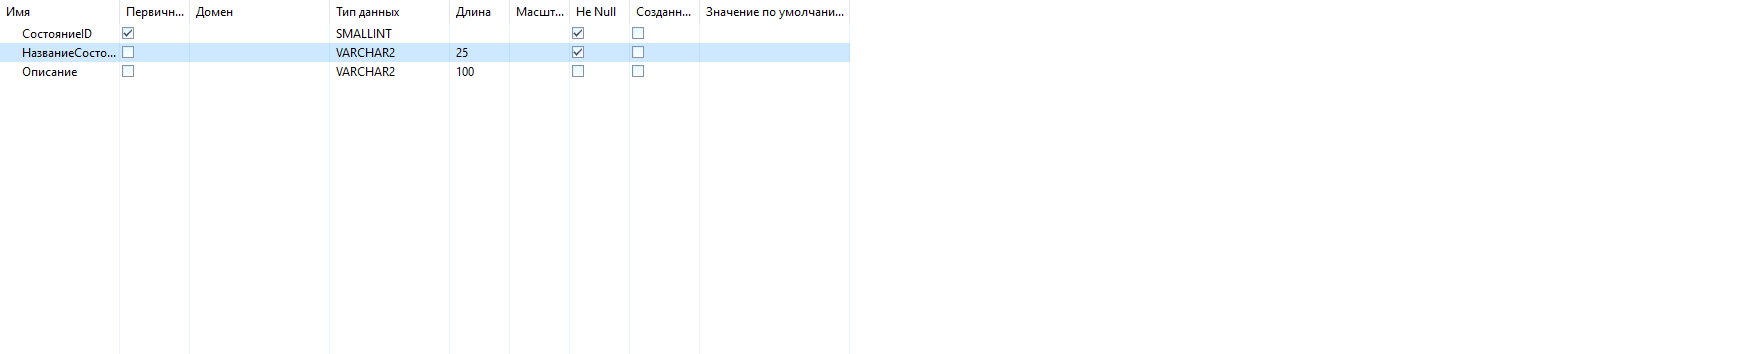 Имя Первичн... Домен Тип данных Длина Масшт... Не Null Созданн... Значение по умолчани...
СостояниеID SMALLINT
НазваниеСосто... VARCHAR2 25
Описание VARCHAR2 100